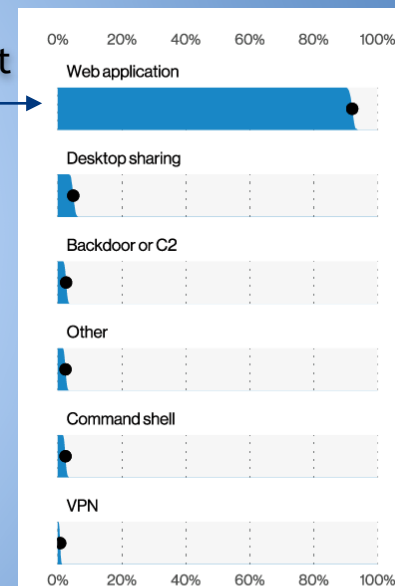 0% 20% 40% 60% 80% 100%
t
Web application
Desktop sharing
Backdoor or C2
Other
Command shell
VPN
0% 20% 40% 60% 80% 100%